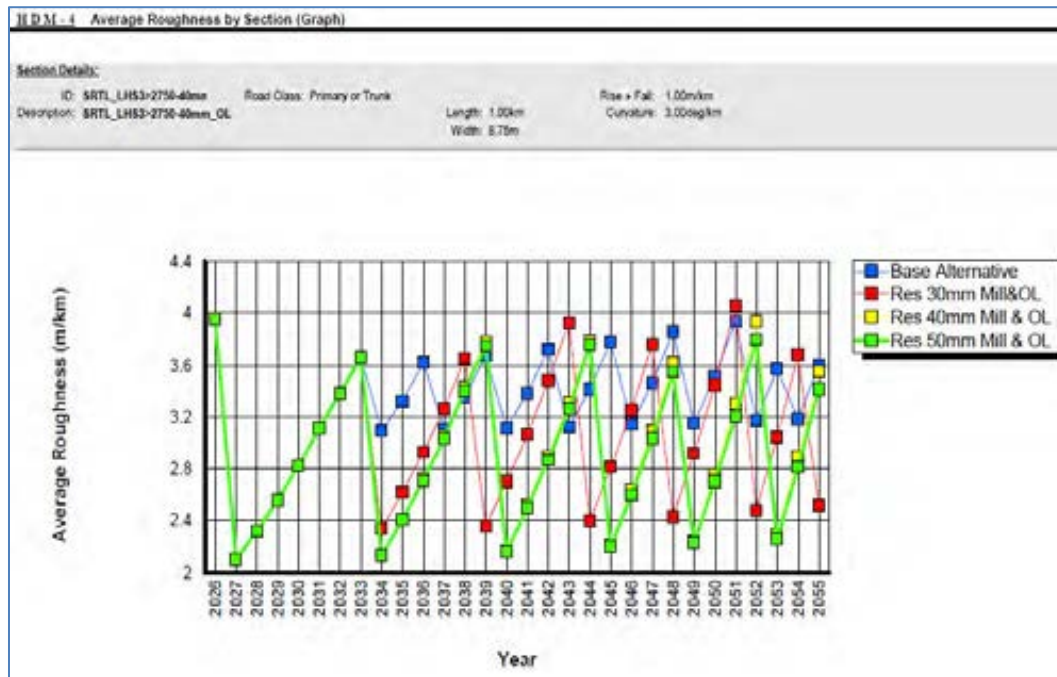 HDM-4 Average Roughness by Section (Graph)
Section Details:
ID: SRTL_LHS3>2750-40mm Road Class: Primary or Trunk Rise + Fall: 1.00m/km
Description: SRTL_LHS3>2750-40mm_OL Length: 1.00km Curvature: 3.00deg/km
Width: 8.75m
Average Roughness (m/km)
4.4
4
3.6
3.2
2.8
2.4
2
Base Alternative
Res 30mm Mill&OL
Res 40mm Mill & OL
Res 50mm Mill & OL
2026 2027 2028 2029 2030 2031 2032 2033 2034 2035 2036 2037 2038 2039 2040 2041 2042 2043 2044 2045 2046 2047 2048 2049 2050 2051 2052 2053 2054 2055
Year